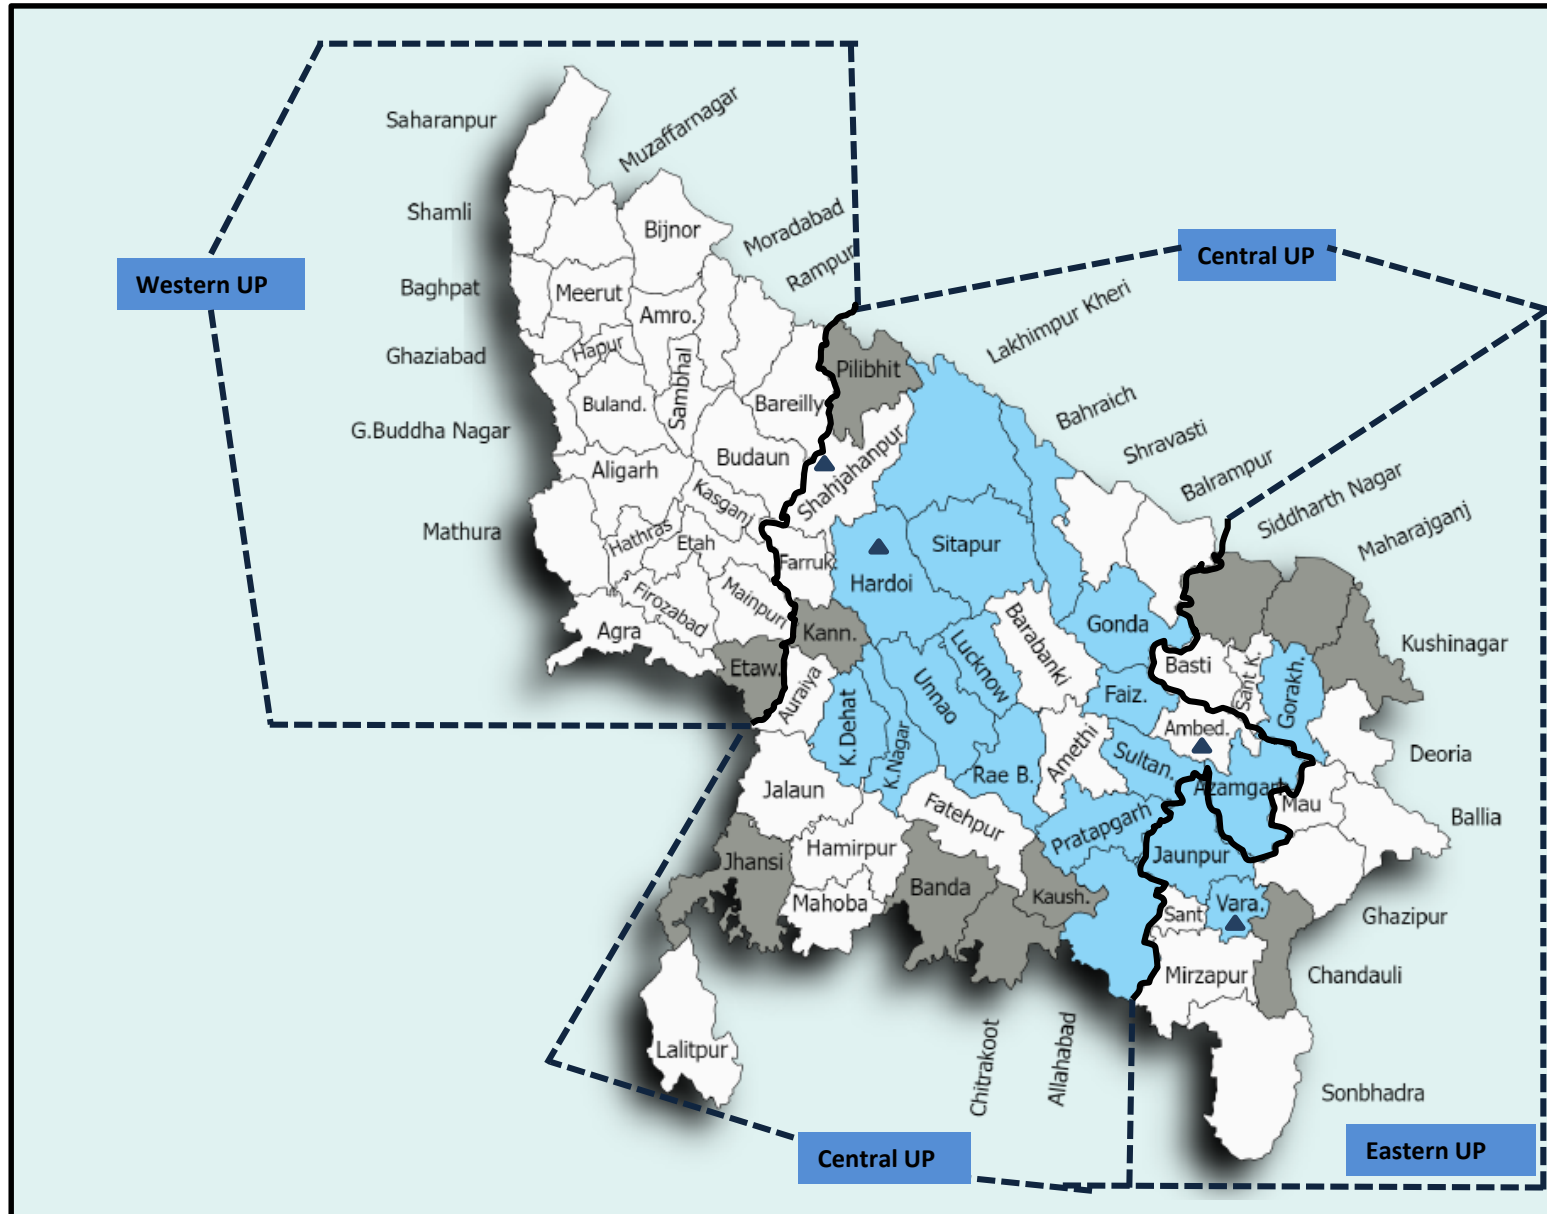 Saharanpur
Muzaffarnagar
Shamli
Bijnor
Moradabad
Rampur
Central UP
Western UP
Baghpat
Meerut
Amro.
Lakhimpur Kheri
Ghaziabad
Hapur
Sambhal
Pilibhit
Buland.
Bareilly
Bahraich
G.Buddha Nagar
Budaun
Shahjahanpur
Shravasti
Aligarh
Kasganj
Balrampur
Siddharth Nagar
Maharajganj
Mathura
Hathras
Etah
Farruk.
Sitapur
Hardoi
Firozabad
Mainpuri
Agra
Kann.
Barabanki
Gonda
Kushinagar
Etaw.
Auraiya
Lucknow
Unnao
Basti
Sant K.
Gorakh.
K.Dehat
Faiz.
K.Nagar
Ambed.
Deoria
Amethi
Sultan.
Rae B.
Jalaun
Azamgarh
Mau
Fatehpur
Pratapgarh
Ballia
Jhansi
Hamirpur
Jaunpur
Banda
Kaush.
Mahoba
Sant
Vara.
Ghazipur
Mirzapur
Chandauli
Lalitpur
Chitrakoot
Allahabad
Sonbhadra
Central UP
Eastern UP